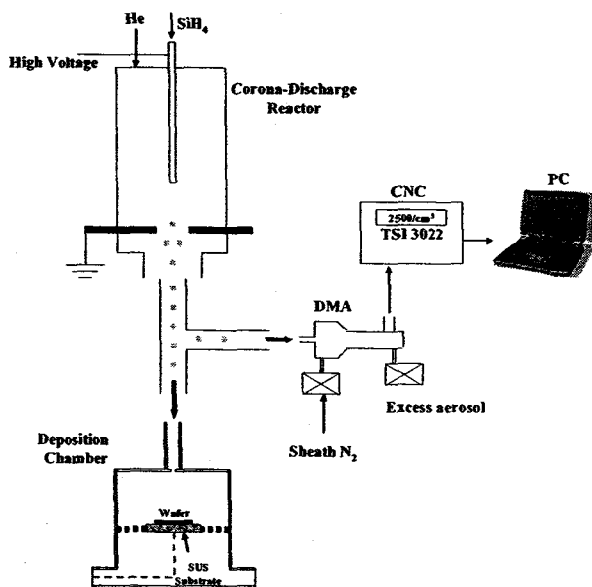 He
SiH4
High Voltage
Corona-Discharge
Reactor
CNC
PC
2500/cm³
TSI 3022
DMA
Excess aerosol
Sheath N2
Deposition
Chamber
Wafer
SUS
Substrate